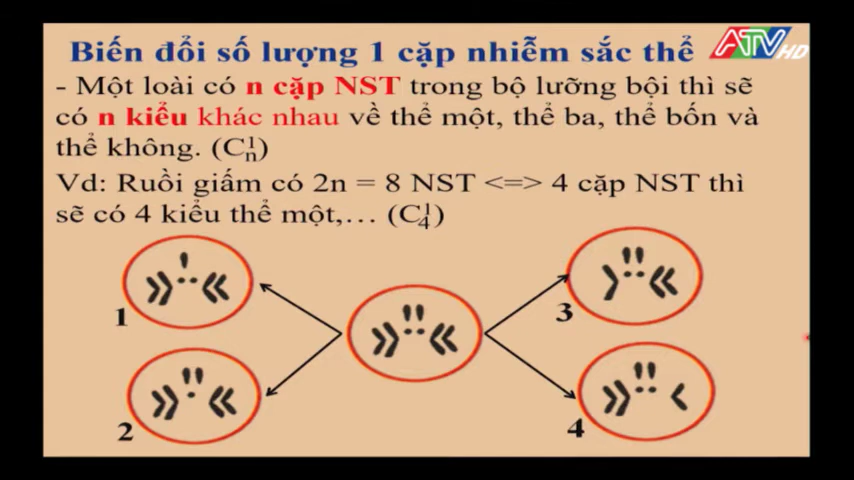 Biến đổi số lượng 1 cặp nhiễm sắc thể
ATV HD
- Một loài có n cặp NST trong bộ lưỡng bội thì sẽ
có n kiểu khác nhau về thể một, thể ba, thể bốn và
thể không. (C¹ₙ)
Vd: Ruồi giấm có 2n = 8 NST <=> 4 cặp NST thì
sẽ có 4 kiểu thể một,… (C¹₄)
1
3
2
4